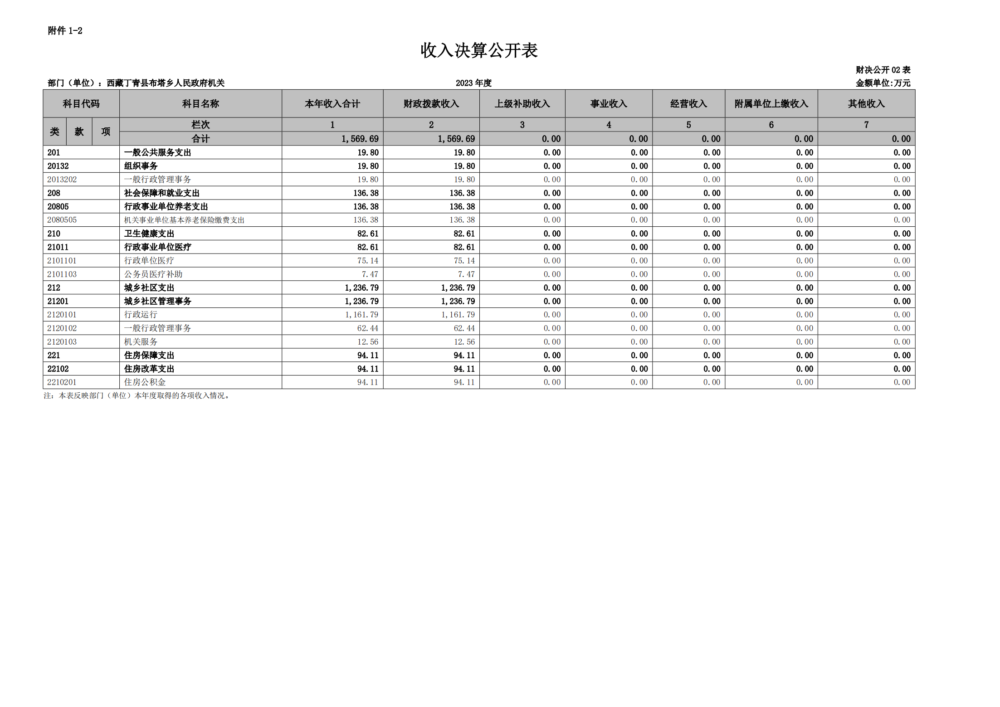 附件 1-2
收入决算公开表
财决公开 02 表
部门（单位）：西藏丁青县布塔乡人民政府机关 2023 年度 金额单位:万元
科目代码 科目名称 本年收入合计 财政拨款收入 上级补助收入 事业收入 经营收入 附属单位上缴收入 其他收入
类 款 项 栏次 1 2 3 4 5 6 7
合计 1,569.69 1,569.69 0.00 0.00 0.00 0.00 0.00
201 一般公共服务支出 19.80 19.80 0.00 0.00 0.00 0.00 0.00
20132 组织事务 19.80 19.80 0.00 0.00 0.00 0.00 0.00
2013202 一般行政管理事务 19.80 19.80 0.00 0.00 0.00 0.00 0.00
208 社会保障和就业支出 136.38 136.38 0.00 0.00 0.00 0.00 0.00
20805 行政事业单位养老支出 136.38 136.38 0.00 0.00 0.00 0.00 0.00
2080505 机关事业单位基本养老保险缴费支出 136.38 136.38 0.00 0.00 0.00 0.00 0.00
210 卫生健康支出 82.61 82.61 0.00 0.00 0.00 0.00 0.00
21011 行政事业单位医疗 82.61 82.61 0.00 0.00 0.00 0.00 0.00
2101101 行政单位医疗 75.14 75.14 0.00 0.00 0.00 0.00 0.00
2101103 公务员医疗补助 7.47 7.47 0.00 0.00 0.00 0.00 0.00
212 城乡社区支出 1,236.79 1,236.79 0.00 0.00 0.00 0.00 0.00
21201 城乡社区管理事务 1,236.79 1,236.79 0.00 0.00 0.00 0.00 0.00
2120101 行政运行 1,161.79 1,161.79 0.00 0.00 0.00 0.00 0.00
2120102 一般行政管理事务 62.44 62.44 0.00 0.00 0.00 0.00 0.00
2120103 机关服务 12.56 12.56 0.00 0.00 0.00 0.00 0.00
221 住房保障支出 94.11 94.11 0.00 0.00 0.00 0.00 0.00
22102 住房改革支出 94.11 94.11 0.00 0.00 0.00 0.00 0.00
2210201 住房公积金 94.11 94.11 0.00 0.00 0.00 0.00 0.00
注：本表反映部门（单位）本年度取得的各项收入情况。